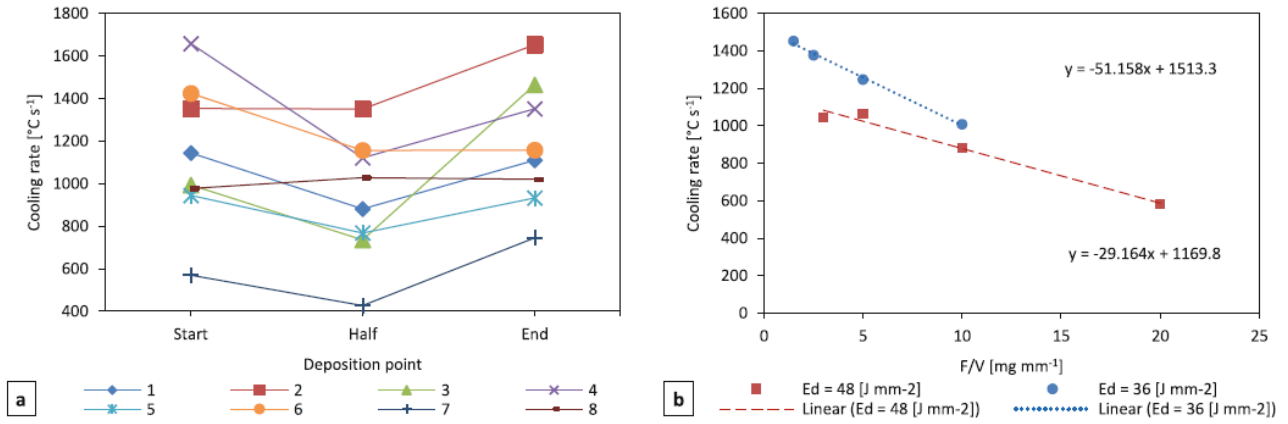 1800
1600
1400
1200
1000
800
600
400
Cooling rate [°C s-1]
Start Half End
Deposition point
1 2 3 4
5 6 7 8
a
1600
1400
1200
1000
800
600
400
200
0
Cooling rate [°C s-1]
y = -51.158x + 1513.3
y = -29.164x + 1169.8
0 5 10 15 20 25
F/V [mg mm-1]
Ed = 48 [J mm-2] Ed = 36 [J mm-2]
Linear (Ed = 48 [J mm-2]) Linear (Ed = 36 [J mm-2])
b